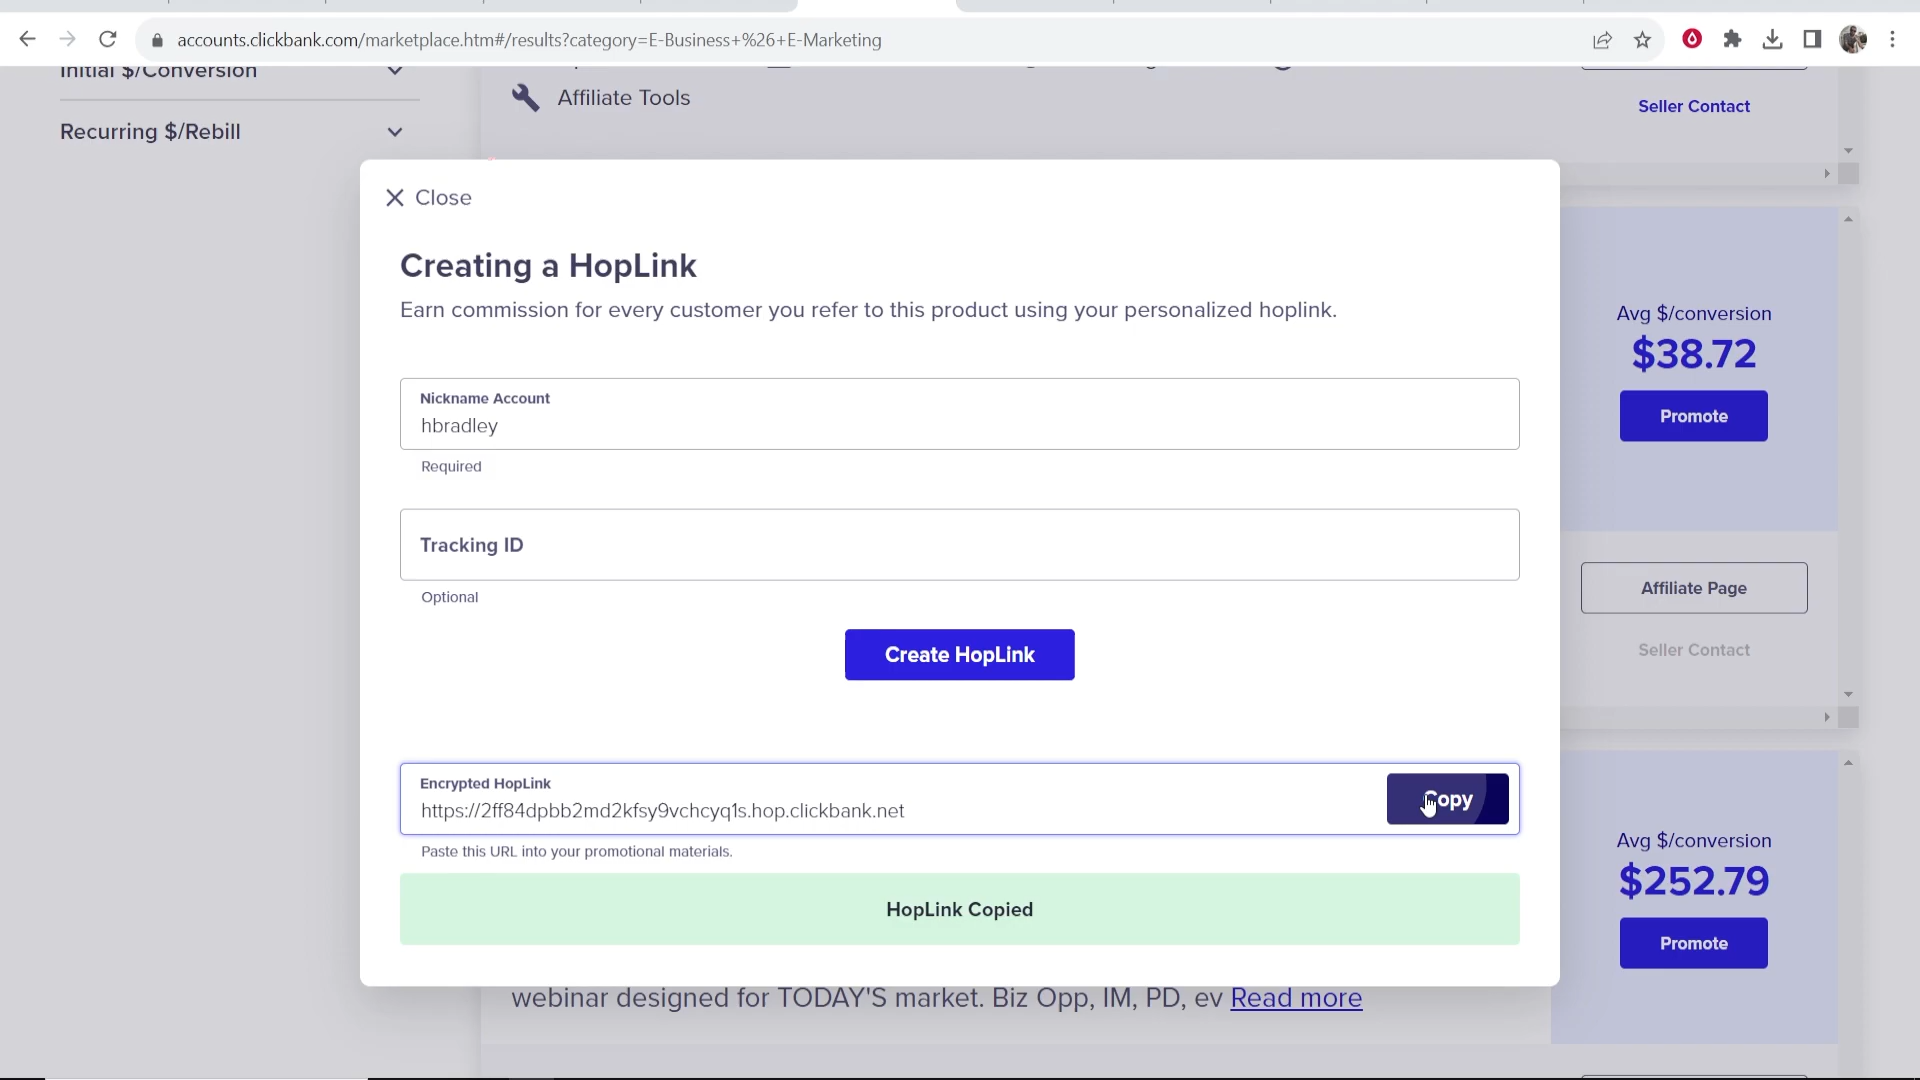 accounts.clickbank.com/marketplace.htm#/results?category=E-Business+%26+E-Marketing
Initial $/Conversion
Recurring $/Rebill
Affiliate Tools
Seller Contact
Close
Creating a HopLink
Earn commission for every customer you refer to this product using your personalized hoplink.
Nickname Account
hbradley
Required
Tracking ID
Optional
Create HopLink
Encrypted HopLink
https://2ff84dpbb2md2kfsy9vchcyq1s.hop.clickbank.net
Copy
Paste this URL into your promotional materials.
HopLink Copied
Avg $/conversion
$38.72
Promote
Affiliate Page
Seller Contact
Avg $/conversion
$252.79
Promote
webinar designed for TODAY'S market. Biz Opp, IM, PD, ev Read more